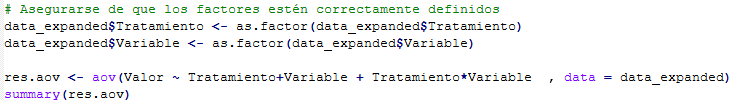 # Asegurarse de que los factores estén correctamente definidos
data_expanded$Tratamiento <- as.factor(data_expanded$Tratamiento)
data_expanded$Variable <- as.factor(data_expanded$Variable)
res.aov <- aov(Valor ~ Tratamiento+Variable + Tratamiento*Variable  , data = data_expanded)
summary(res.aov)